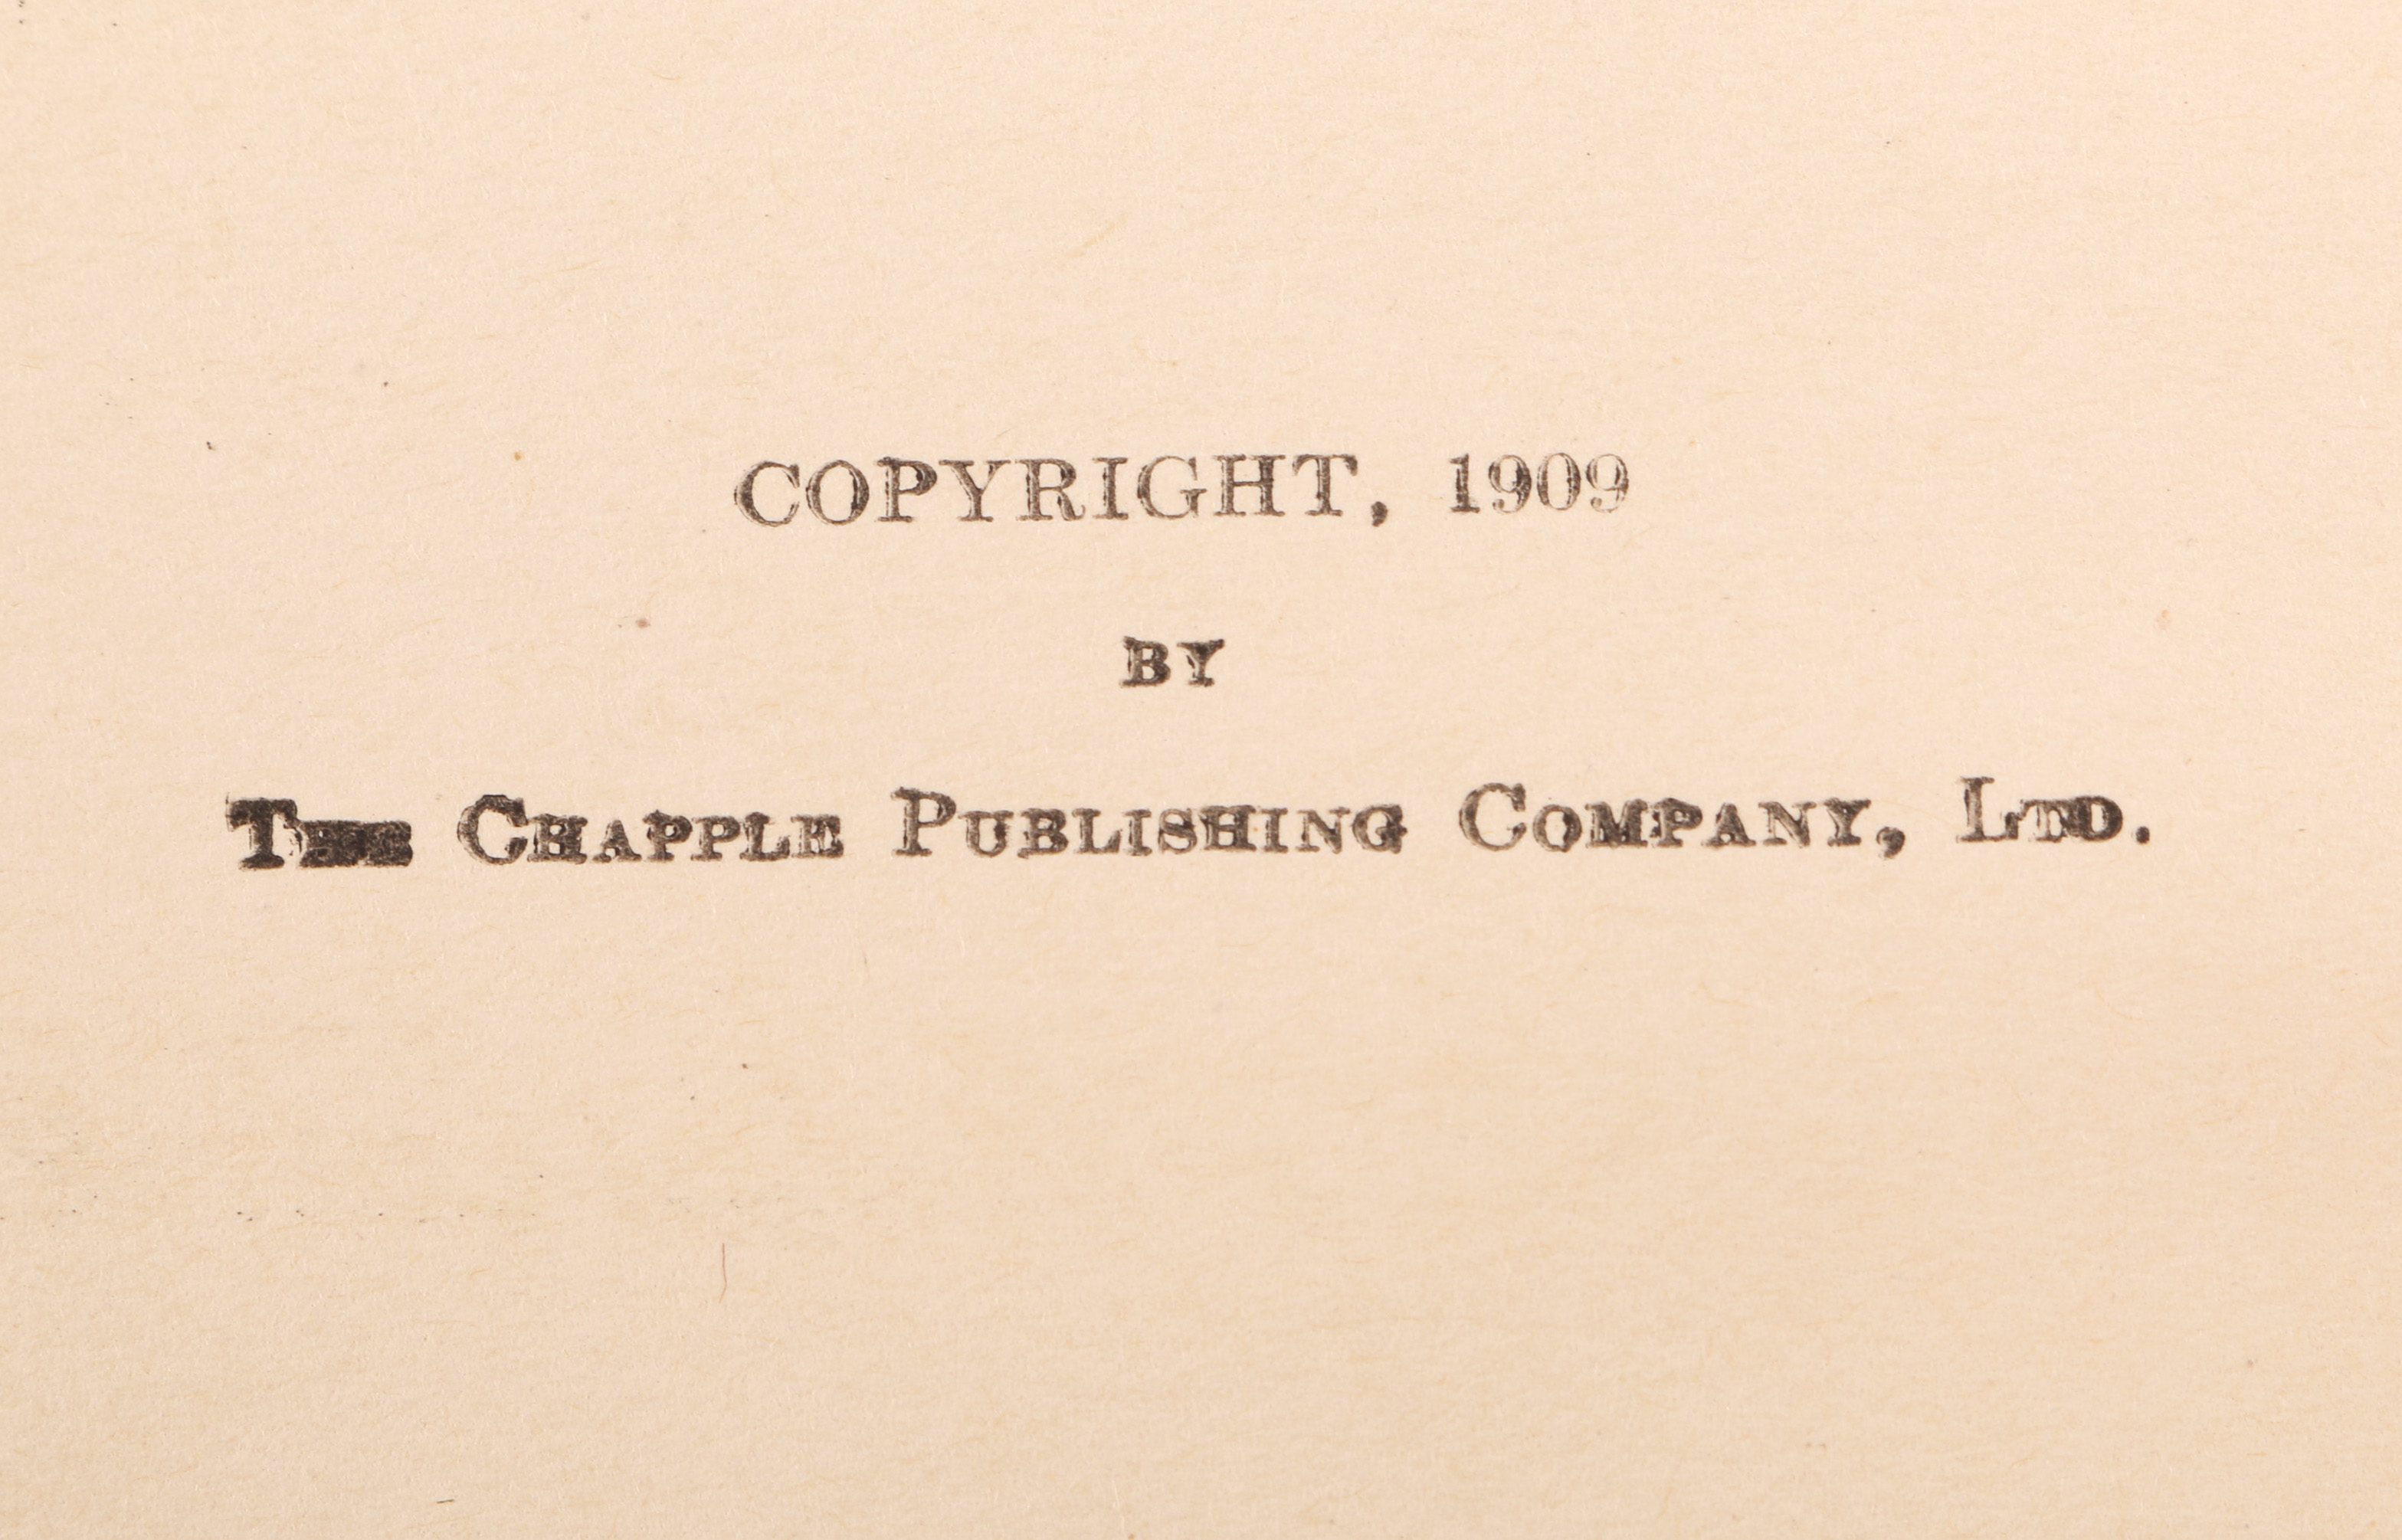 COPYRIGHT, 1909
BY
The Chapple Publishing Company, Ltd.